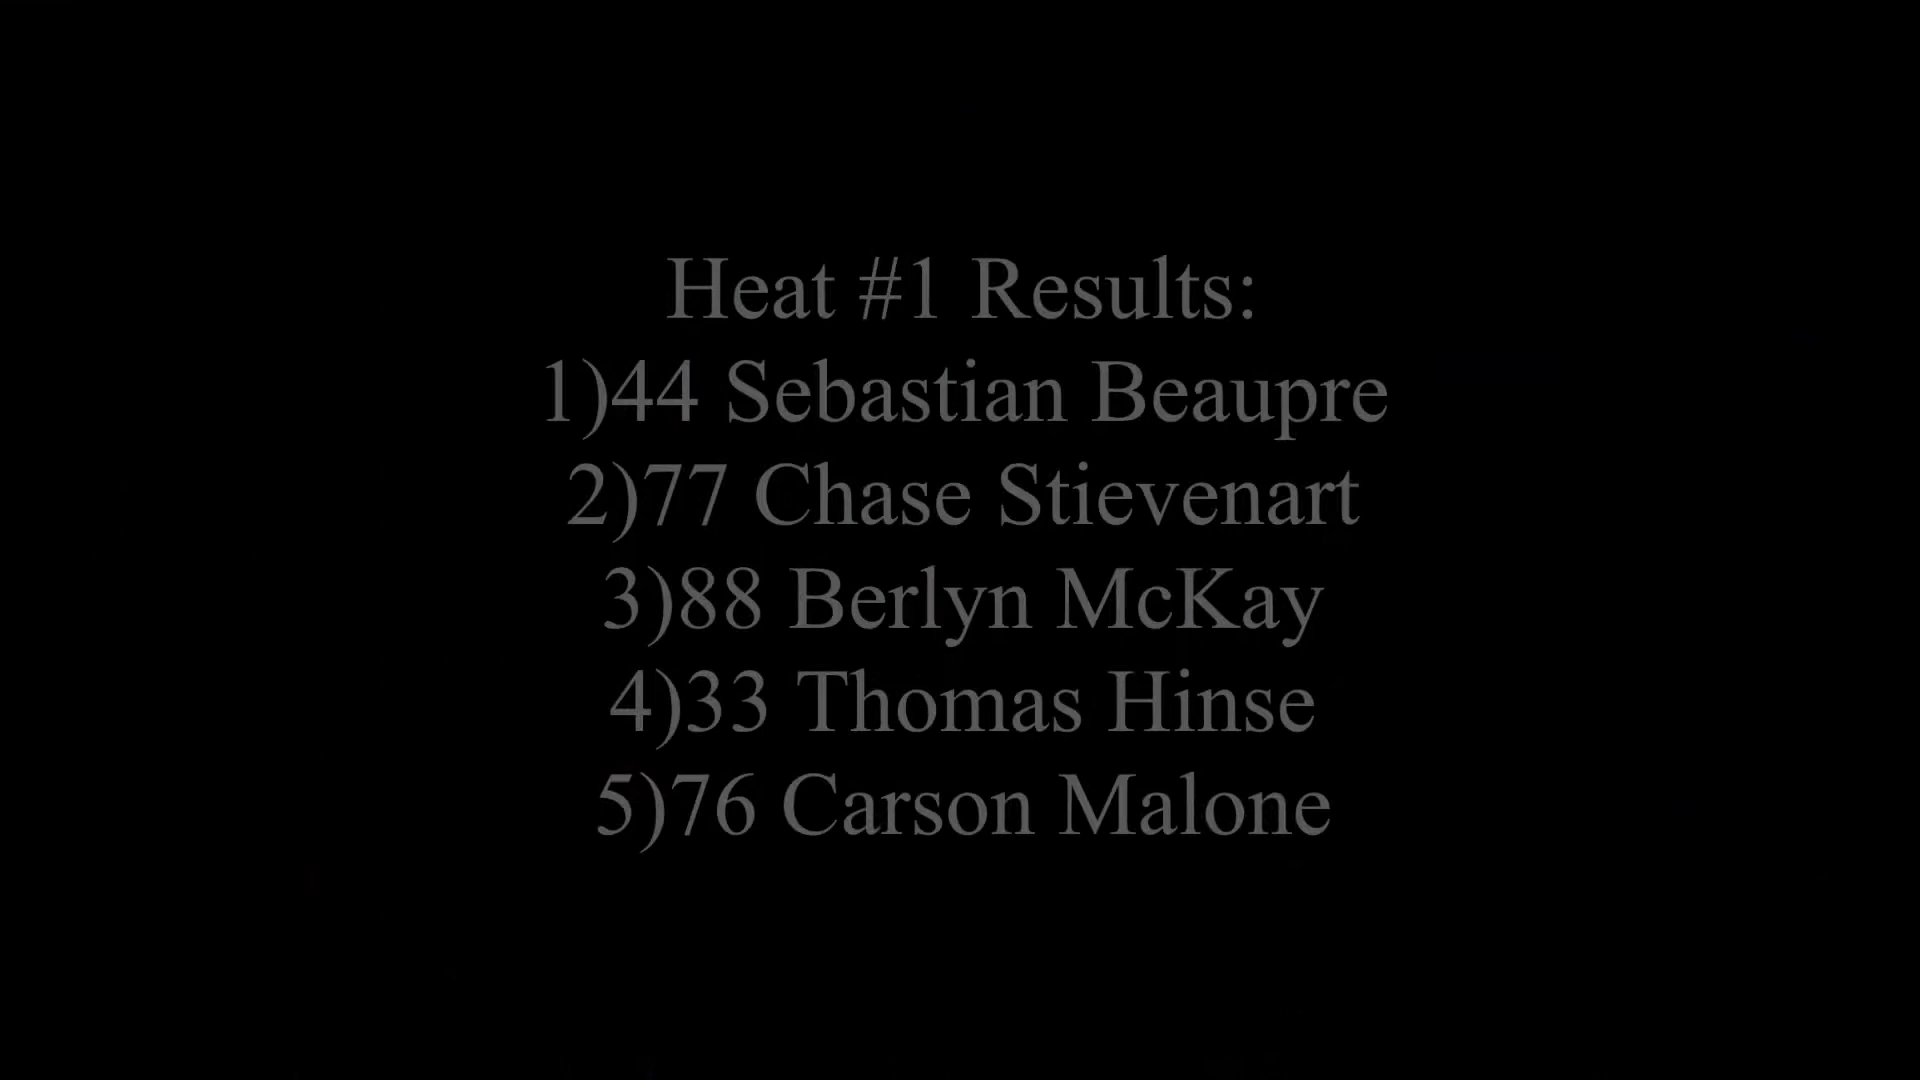 Heat #1 Results:
1)44 Sebastian Beaupre
2)77 Chase Stievenart
3)88 Berlyn McKay
4)33 Thomas Hinse
5)76 Carson Malone